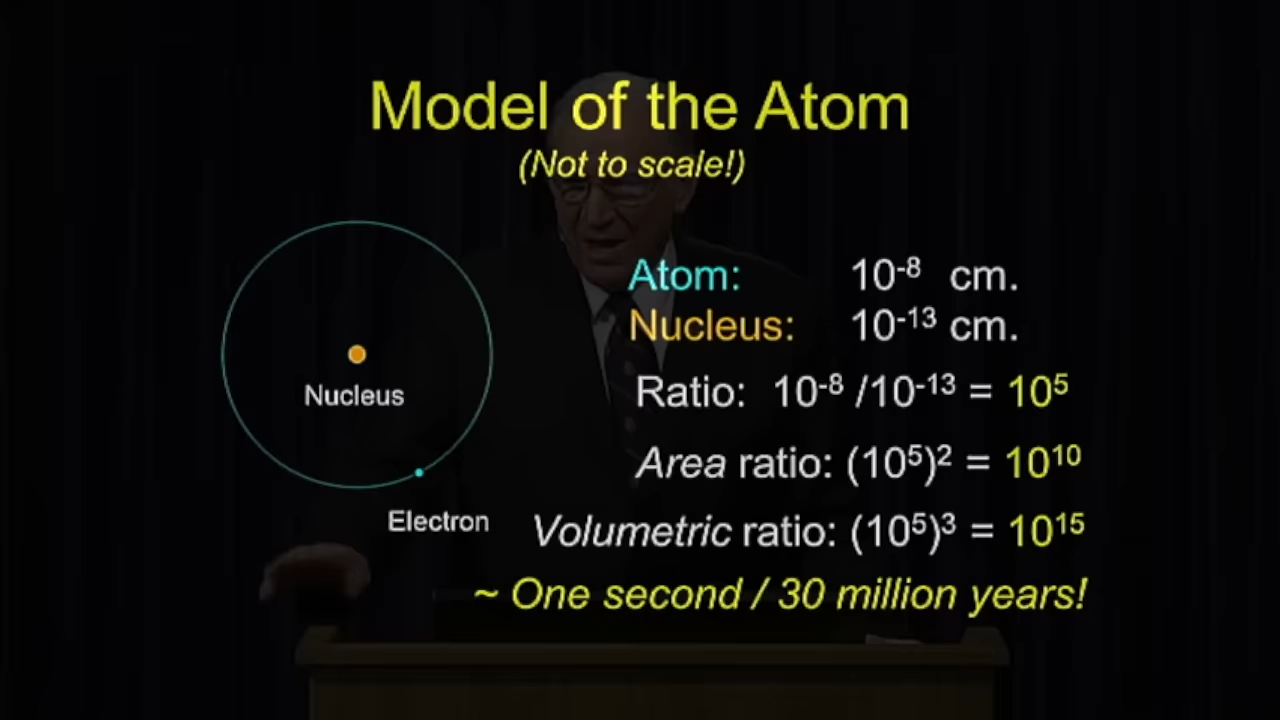 Model of the Atom
(Not to scale!)
Atom: 10⁻⁸ cm.
Nucleus: 10⁻¹³ cm.
Ratio: 10⁻⁸ /10⁻¹³ = 10⁵
Nucleus
Area ratio: (10⁵)² = 10¹⁰
Electron
Volumetric ratio: (10⁵)³ = 10¹⁵
~ One second / 30 million years!